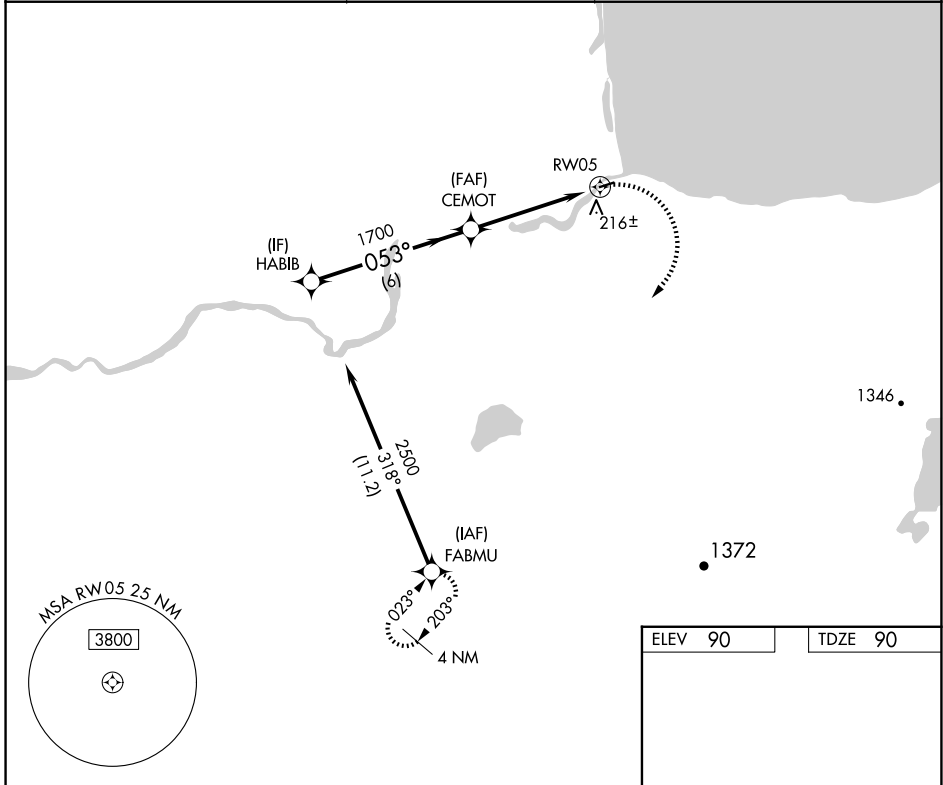 RW05
216±
(FAF)
CEMOT
1700
053°
(6)
(IF)
HABIB
1346
2500
318°
(11.2)
(IAF)
FABMU
023°
203°
4 NM
1372
MSA RW05 25 NM
3800
ELEV 90
TDZE 90